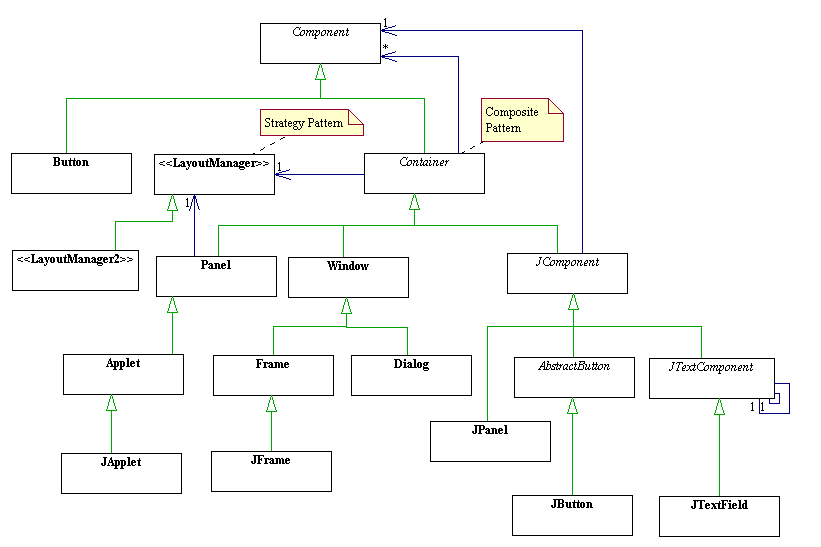 Component
1
*
Strategy Pattern
Composite
Pattern
Button
<<LayoutManager>>
1
Container
1
<<LayoutManager2>>
Panel
Window
JComponent
Applet
Frame
Dialog
AbstractButton
JTextComponent
1 1
JPanel
JApplet
JFrame
JButton
JTextField